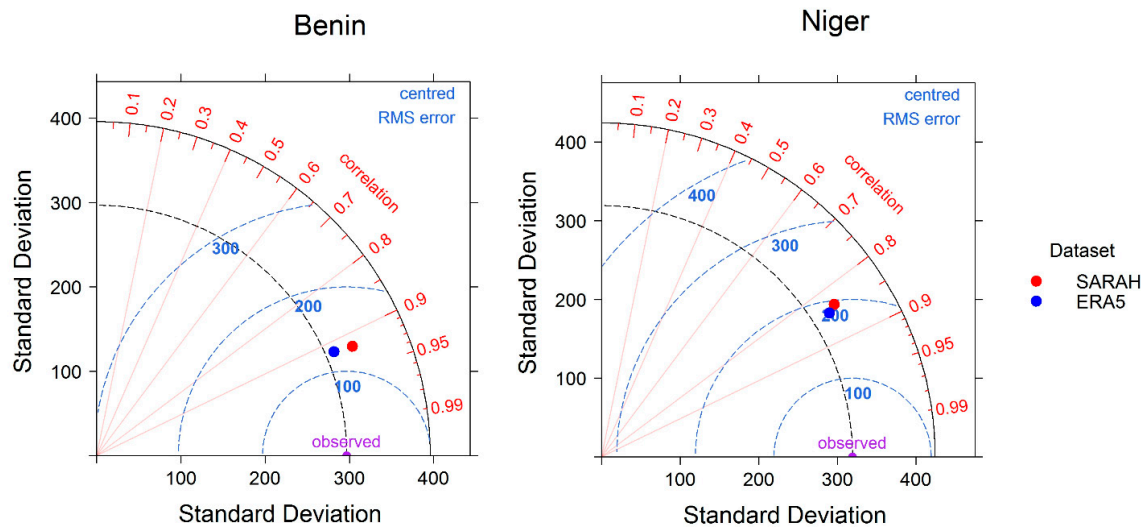 Benin
centred
RMS error
0.1
0.2
0.3
0.4
0.5
0.6
0.7
0.8
0.9
0.95
0.99
correlation
400
300
200
100
Standard Deviation
300
200
100
observed
0
100
200
300
400
Standard Deviation
Niger
centred
RMS error
0.1
0.2
0.3
0.4
0.5
0.6
0.7
0.8
0.9
0.95
0.99
correlation
400
300
200
100
Standard Deviation
400
300
200
100
observed
0
100
200
300
400
Standard Deviation
Dataset
SARAH
ERA5